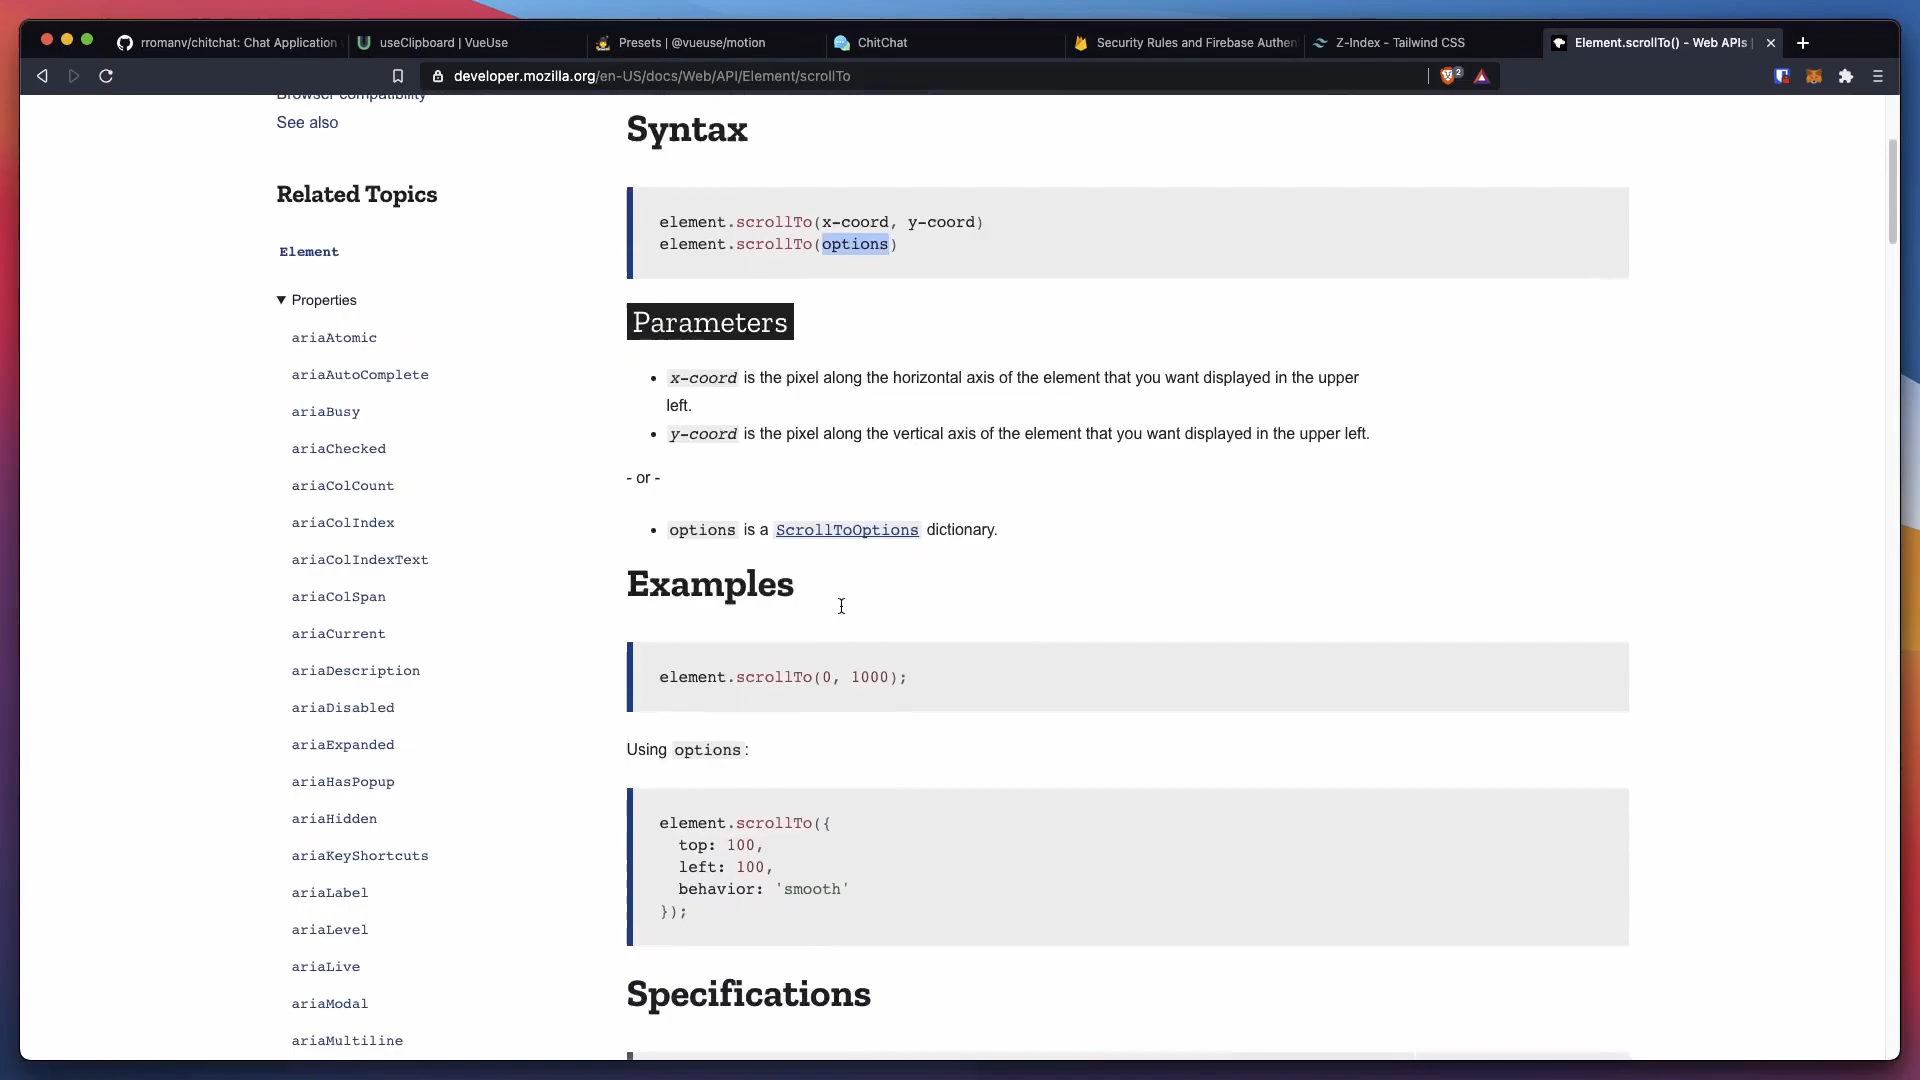 rromanv/chitchat: Chat Application
useClipboard | VueUse
Presets | @vueuse/motion
ChitChat
Security Rules and Firebase Authen
Z-Index - Tailwind CSS
Element.scrollTo() - Web APIs |
developer.mozilla.org/en-US/docs/Web/API/Element/scrollTo
2
Browser compatibility
See also
Related Topics
Element
Properties
ariaAtomic
ariaAutoComplete
ariaBusy
ariaChecked
ariaColCount
ariaColIndex
ariaColIndexText
ariaColSpan
ariaCurrent
ariaDescription
ariaDisabled
ariaExpanded
ariaHasPopup
ariaHidden
ariaKeyShortcuts
ariaLabel
ariaLevel
ariaLive
ariaModal
ariaMultiline
Syntax
element.scrollTo(x-coord, y-coord)
element.scrollTo(options)
Parameters
• x-coord is the pixel along the horizontal axis of the element that you want displayed in the upper
left.
• y-coord is the pixel along the vertical axis of the element that you want displayed in the upper left.
- or -
• options is a ScrollToOptions dictionary.
Examples
element.scrollTo(0, 1000);
Using options:
element.scrollTo({
top: 100,
left: 100,
behavior: 'smooth'
});
Specifications